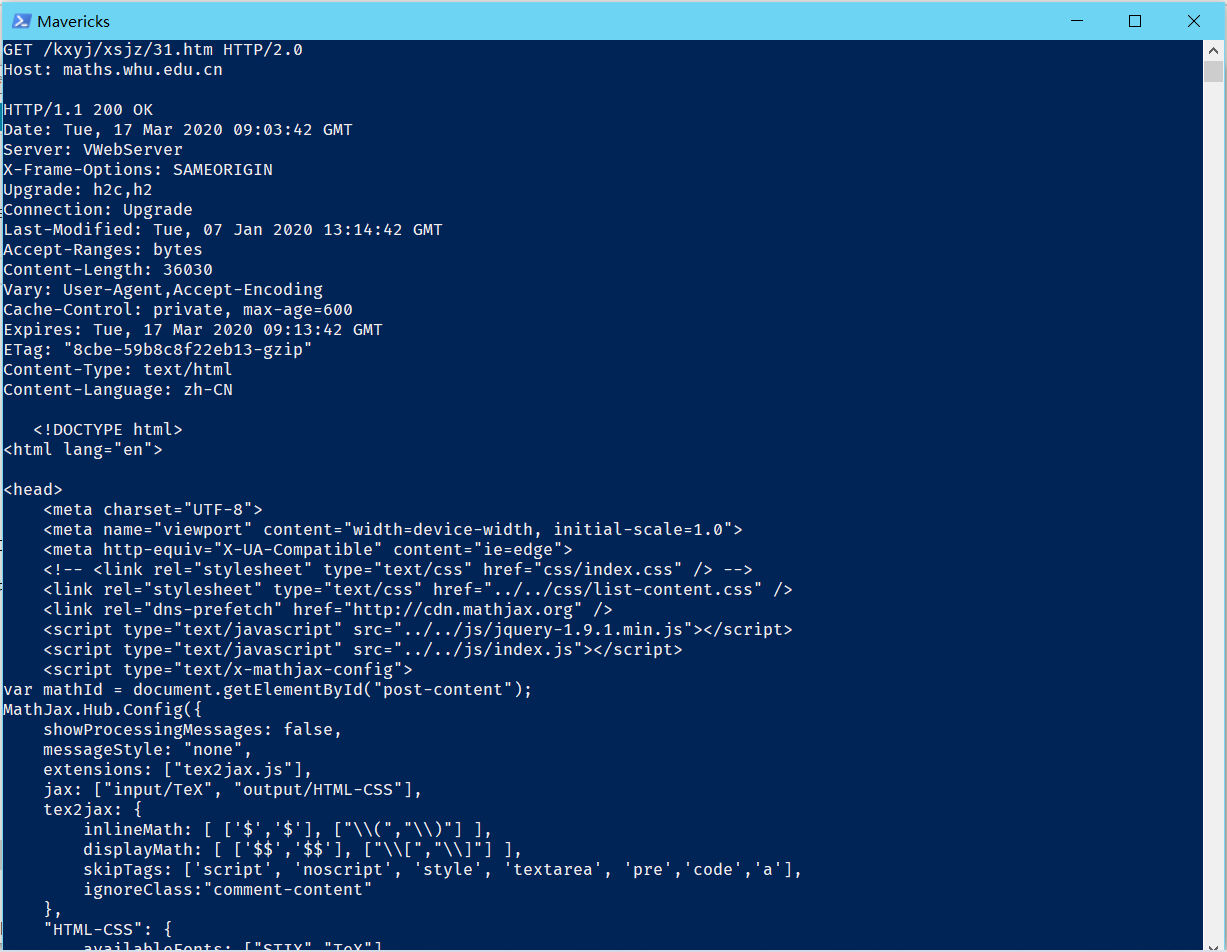 Mavericks
GET /kxyj/xsjz/31.htm HTTP/2.0
Host: maths.whu.edu.cn
HTTP/1.1 200 OK
Date: Tue, 17 Mar 2020 09:03:42 GMT
Server: VWebServer
X-Frame-Options: SAMEORIGIN
Upgrade: h2c,h2
Connection: Upgrade
Last-Modified: Tue, 07 Jan 2020 13:14:42 GMT
Accept-Ranges: bytes
Content-Length: 36030
Vary: User-Agent,Accept-Encoding
Cache-Control: private, max-age=600
Expires: Tue, 17 Mar 2020 09:13:42 GMT
ETag: "8cbe-59b8c8f22eb13-gzip"
Content-Type: text/html
Content-Language: zh-CN
<!DOCTYPE html>
<html lang="en">
<head>
<meta charset="UTF-8">
<meta name="viewport" content="width=device-width, initial-scale=1.0">
<meta http-equiv="X-UA-Compatible" content="ie=edge">
<!-- <link rel="stylesheet" type="text/css" href="css/index.css" /> -->
<link rel="stylesheet" type="text/css" href="../../css/list-content.css" />
<link rel="dns-prefetch" href="http://cdn.mathjax.org" />
<script type="text/javascript" src="../../js/jquery-1.9.1.min.js"></script>
<script type="text/javascript" src="../../js/index.js"></script>
<script type="text/x-mathjax-config">
var mathId = document.getElementById("post-content");
MathJax.Hub.Config({
showProcessingMessages: false,
messageStyle: "none",
extensions: ["tex2jax.js"],
jax: ["input/TeX", "output/HTML-CSS"],
tex2jax: {
inlineMath: [ ['$','$'], ["\\(","\\)"] ],
displayMath: [ ['$$','$$'], ["\\[","\\]"] ],
skipTags: ['script', 'noscript', 'style', 'textarea', 'pre','code','a'],
ignoreClass:"comment-content"
},
"HTML-CSS": {
availableFonts: ["STIX","TeX"]